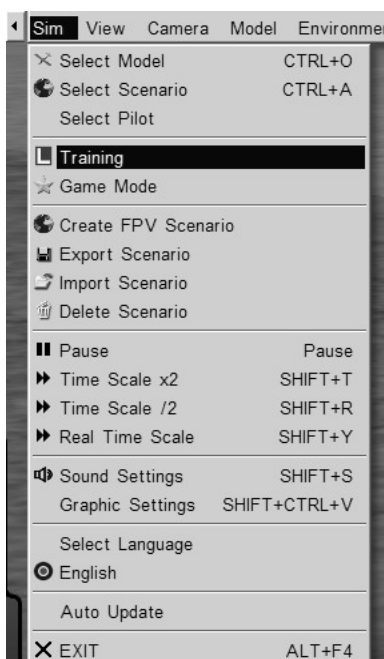 Sim View Camera Model
Select Model CTRL+O
Select Scenario CTRL+A
Select Pilot
Training
Game Mode
Create FPV Scenario
Export Scenario
Import Scenario
Delete Scenario
Pause Pause
Time Scale x2 SHIFT+T
Time Scale /2 SHIFT+R
Real Time Scale SHIFT+Y
Sound Settings SHIFT+S
Graphic Settings SHIFT+CTRL+V
Select Language
English
Auto Update
EXIT ALT+F4